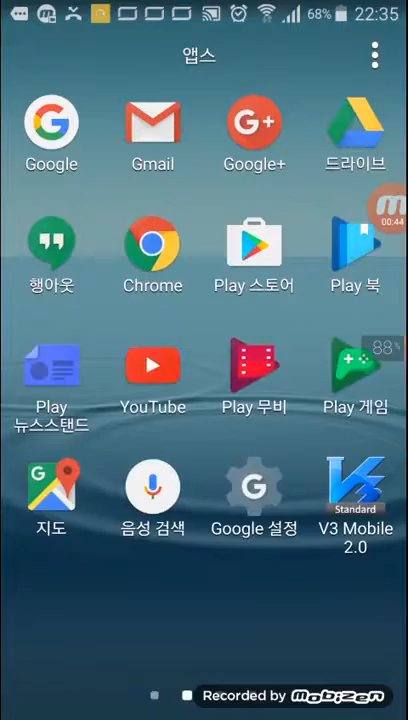 68% 22:35
앱스
Google Gmail Google+ 드라이브
00:44
행아웃 Chrome Play 스토어 Play 북
88%
Play 뉴스스탠드 YouTube Play 무비 Play 게임
지도 음성 검색 Google 설정 V3 Mobile 2.0
Standard
Recorded by mobizen